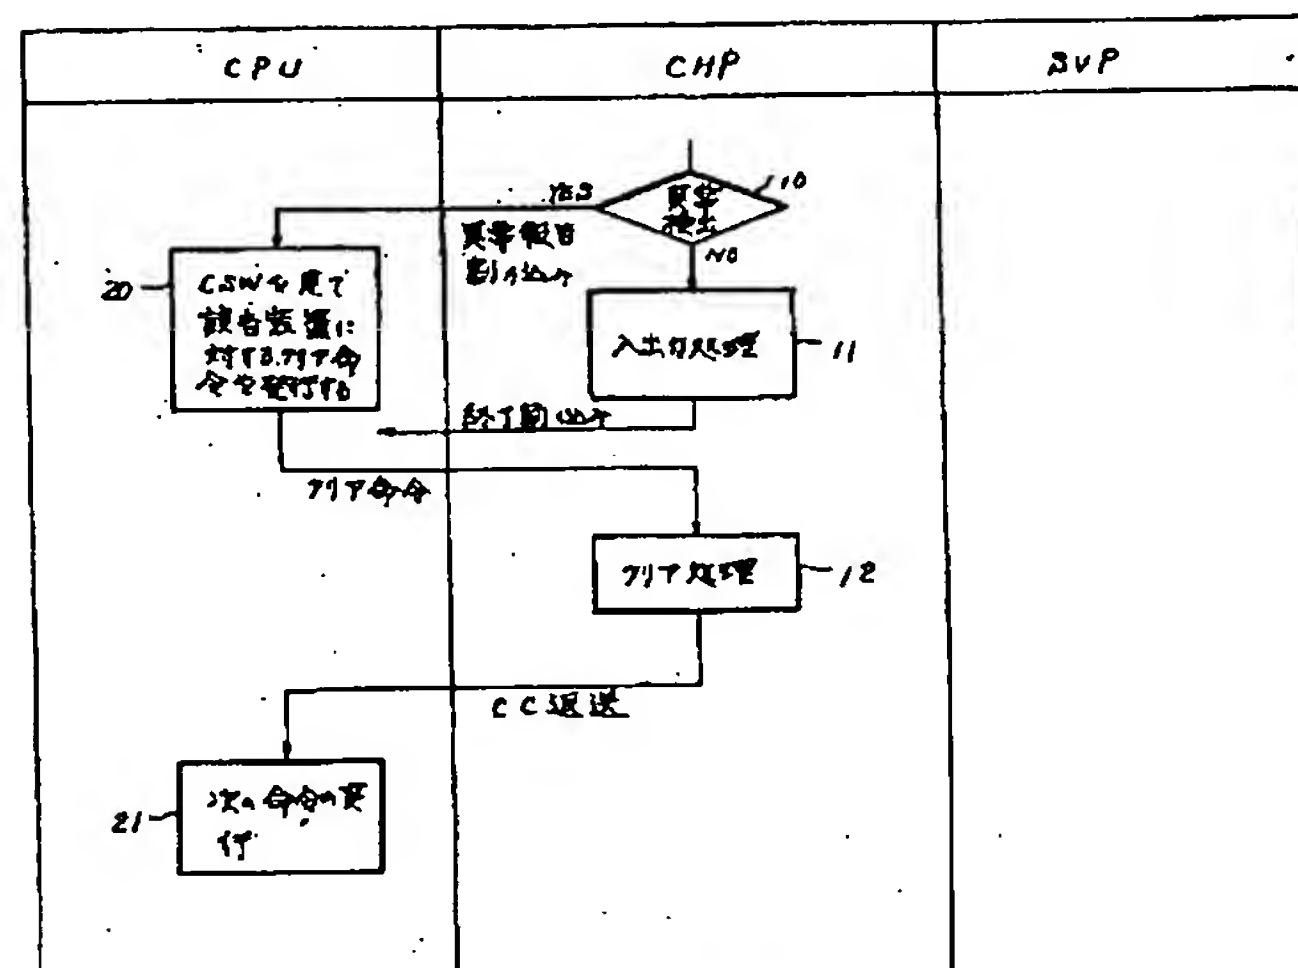 CPU
CHP
SVP
YES
異常
検出
10
異常報告
割り込み
NO
20
CSWを見て
該当装置に
対するクリア命
令を発行する
入出力処理
11
終了割込み
クリア命令
クリア処理
12
CC返送
21
次の命令の実
行